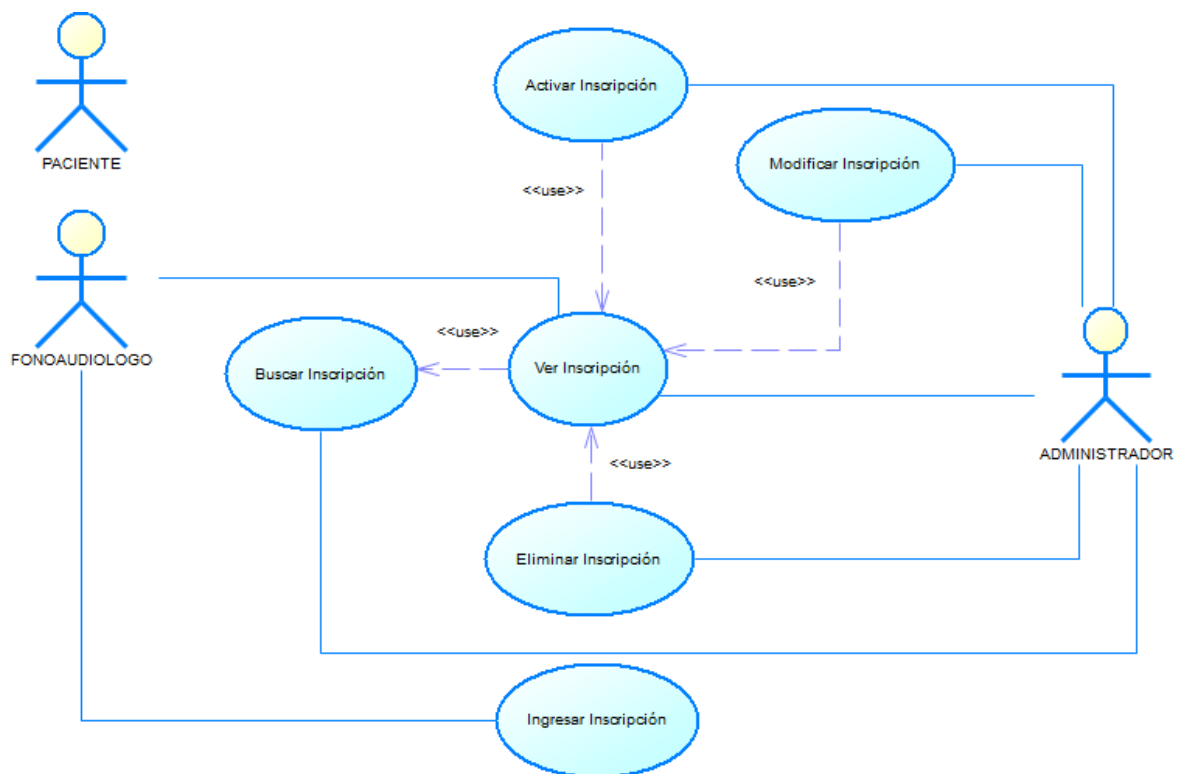 Activar Inscripción
PACIENTE
Modificar Inscripción
<<use>>
<<use>>
<<use>>
FONOAUDIOLOGO
Buscar Inscripción
Ver Inscripción
ADMINISTRADOR
<<use>>
Eliminar Inscripción
Ingresar Inscripción